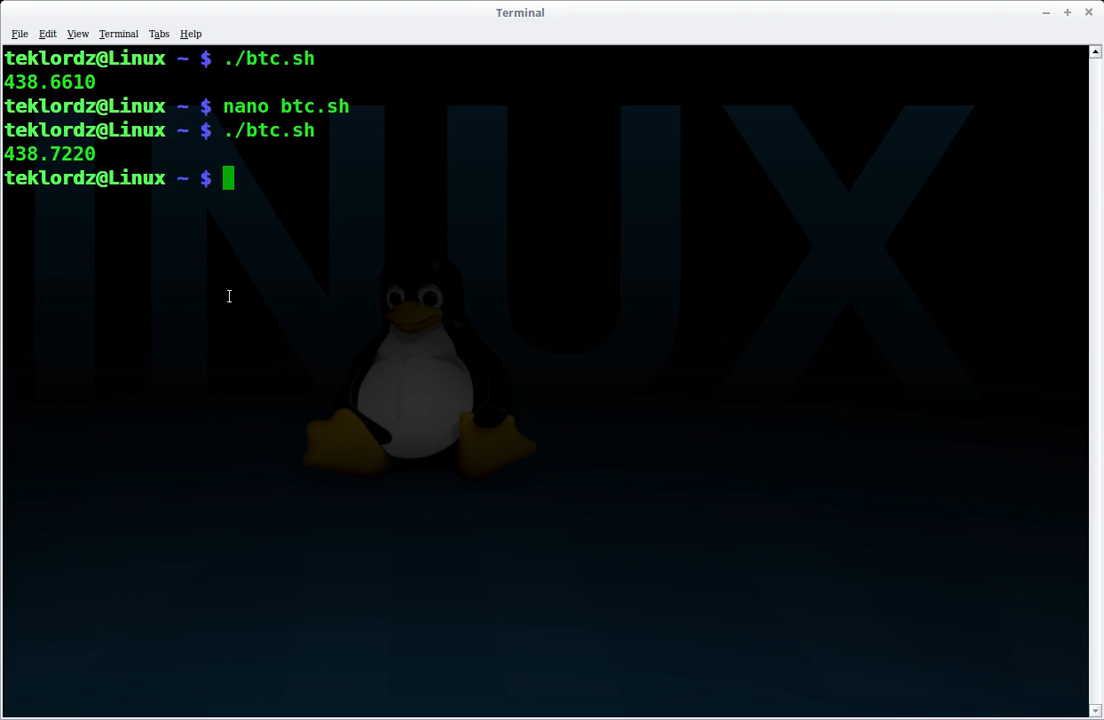 Terminal
File Edit View Terminal Tabs Help
teklordz@Linux ~ $ ./btc.sh
438.6610
teklordz@Linux ~ $ nano btc.sh
teklordz@Linux ~ $ ./btc.sh
438.7220
teklordz@Linux ~ $
INUX